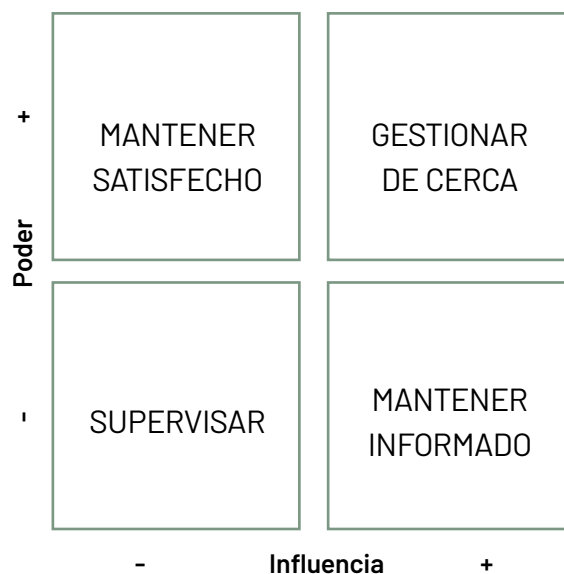 +
MANTENER
SATISFECHO
GESTIONAR
DE CERCA
Poder
-
SUPERVISAR
MANTENER
INFORMADO
-
Influencia
+